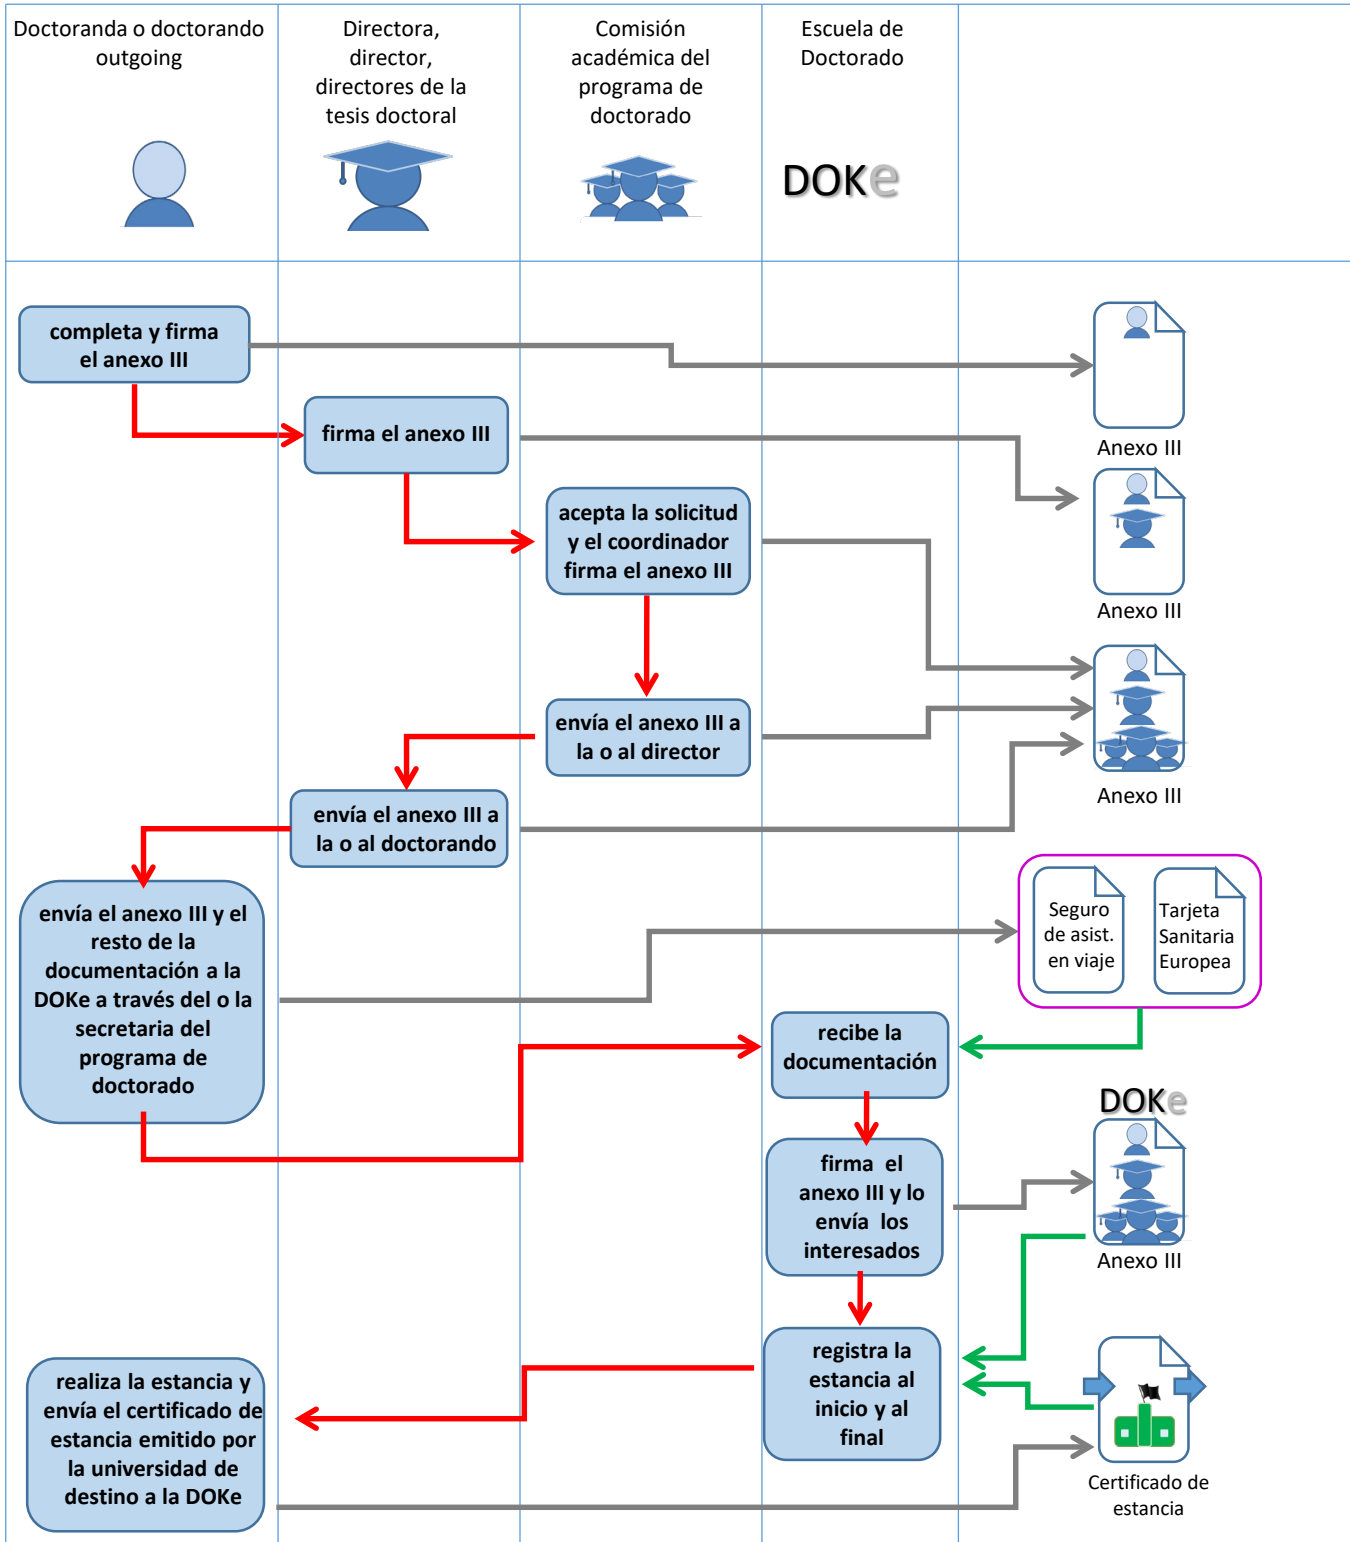 Doctoranda o doctorando
outgoing
Directora,
director,
directores de la
tesis doctoral
Comisión
académica del
programa de
doctorado
Escuela de
Doctorado
DOKe
completa y firma
el anexo III
Anexo III
firma el anexo III
Anexo III
acepta la solicitud
y el coordinador
firma el anexo III
envía el anexo III a
la o al director
Anexo III
envía el anexo III a
la o al doctorando
envía el anexo III y el
resto de la
documentación a la
DOKe a través del o la
secretaria del
programa de
doctorado
Seguro
de asist.
en viaje
Tarjeta
Sanitaria
Europea
recibe la
documentación
DOKe
firma el
anexo III y lo
envía los
interesados
Anexo III
registra la
estancia al
inicio y al
final
realiza la estancia y
envía el certificado de
estancia emitido por
la universidad de
destino a la DOKe
Certificado de
estancia